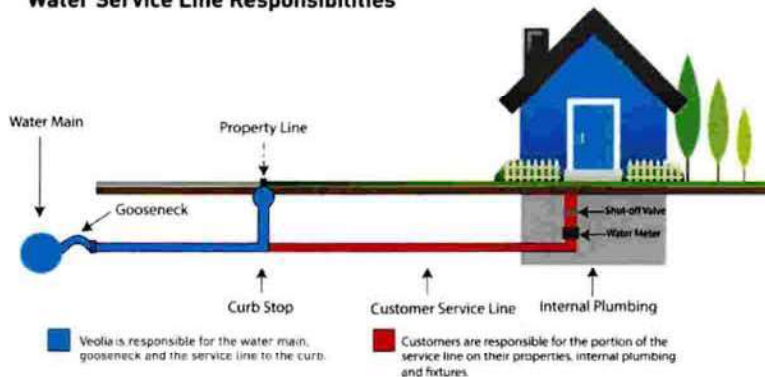 Water Service Line Responsibilities
Water Main
Property Line
Gooseneck
Shut-off Valve
Water Meter
Curb Stop
Customer Service Line
Internal Plumbing
Veolia is responsible for the water main,
gooseneck and the service line to the curb.
Customers are responsible for the portion of the
service line on their properties, internal plumbing
and fixtures.